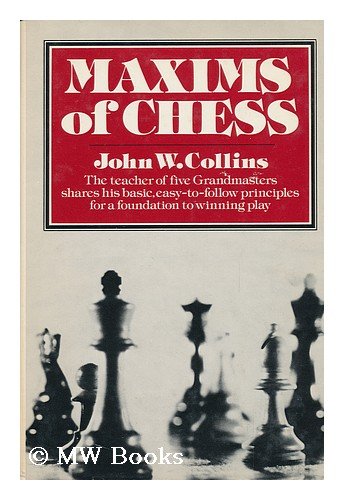 MAXIMS
of CHESS
John W. Collins
The teacher of five Grandmasters
shares his basic, easy-to-follow principles
for a foundation to winning play
© MW Books